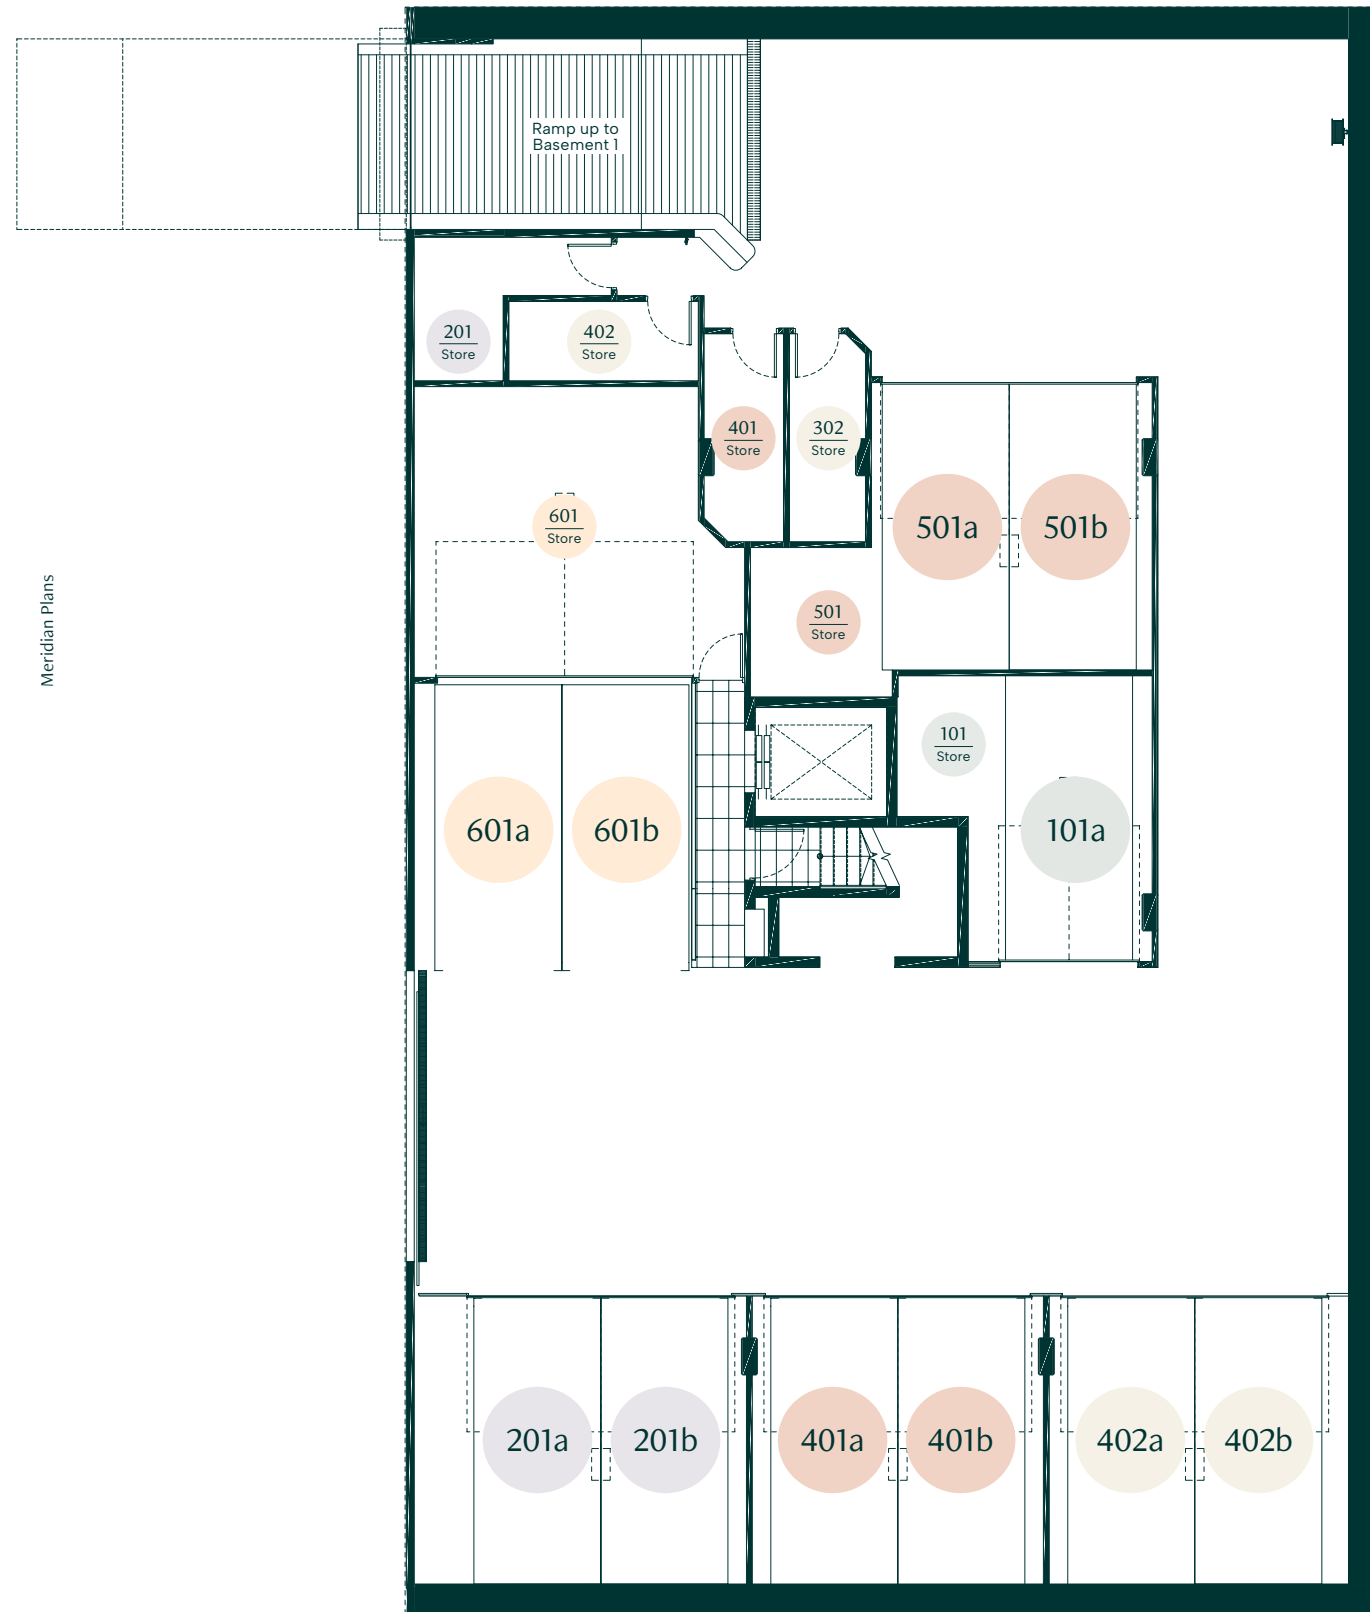 Ramp up to
Basement 1
201
Store
402
Store
401
Store
302
Store
601
Store
501a
501b
501
Store
Meridian Plans
101
Store
601a
601b
101a
201a
201b
401a
401b
402a
402b